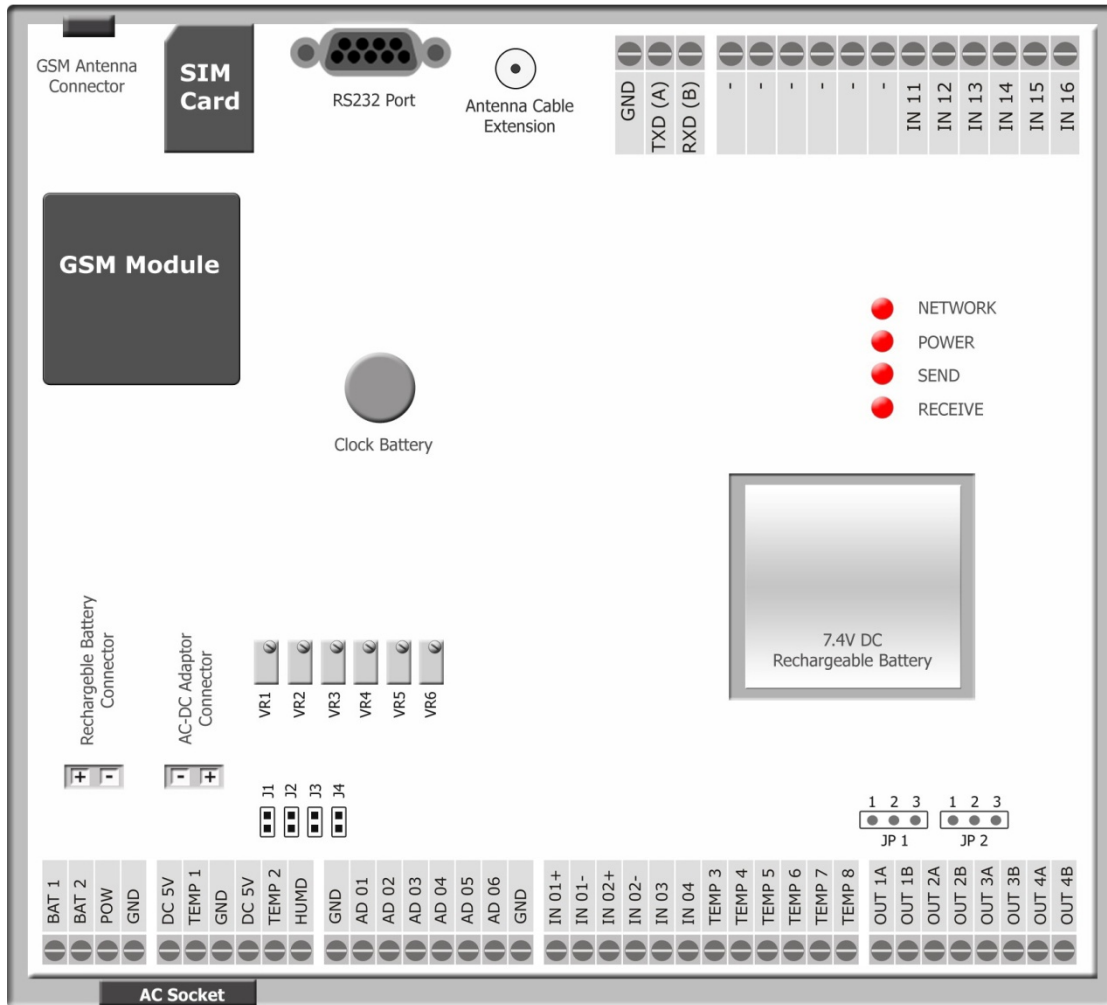 GSM Antenna
Connector
SIM
Card
RS232 Port
Antenna Cable
Extension
GND
TXD (A)
RXD (B)
-
-
-
-
-
-
IN 11
IN 12
IN 13
IN 14
IN 15
IN 16
GSM Module
NETWORK
POWER
SEND
RECEIVE
Clock Battery
7.4V DC
Rechargeable Battery
Rechargeble Battery
Connector
AC-DC Adaptor
Connector
VR1
VR2
VR3
VR4
VR5
VR6
+ -
- +
J1
J2
J3
J4
1 2 3
JP 1
1 2 3
JP 2
BAT 1
BAT 2
POW
GND
DC 5V
TEMP 1
GND
DC 5V
TEMP 2
HUMD
GND
AD 01
AD 02
AD 03
AD 04
AD 05
AD 06
GND
IN 01+
IN 01-
IN 02+
IN 02-
IN 03
IN 04
TEMP 3
TEMP 4
TEMP 5
TEMP 6
TEMP 7
TEMP 8
OUT 1A
OUT 1B
OUT 2A
OUT 2B
OUT 3A
OUT 3B
OUT 4A
OUT 4B
AC Socket